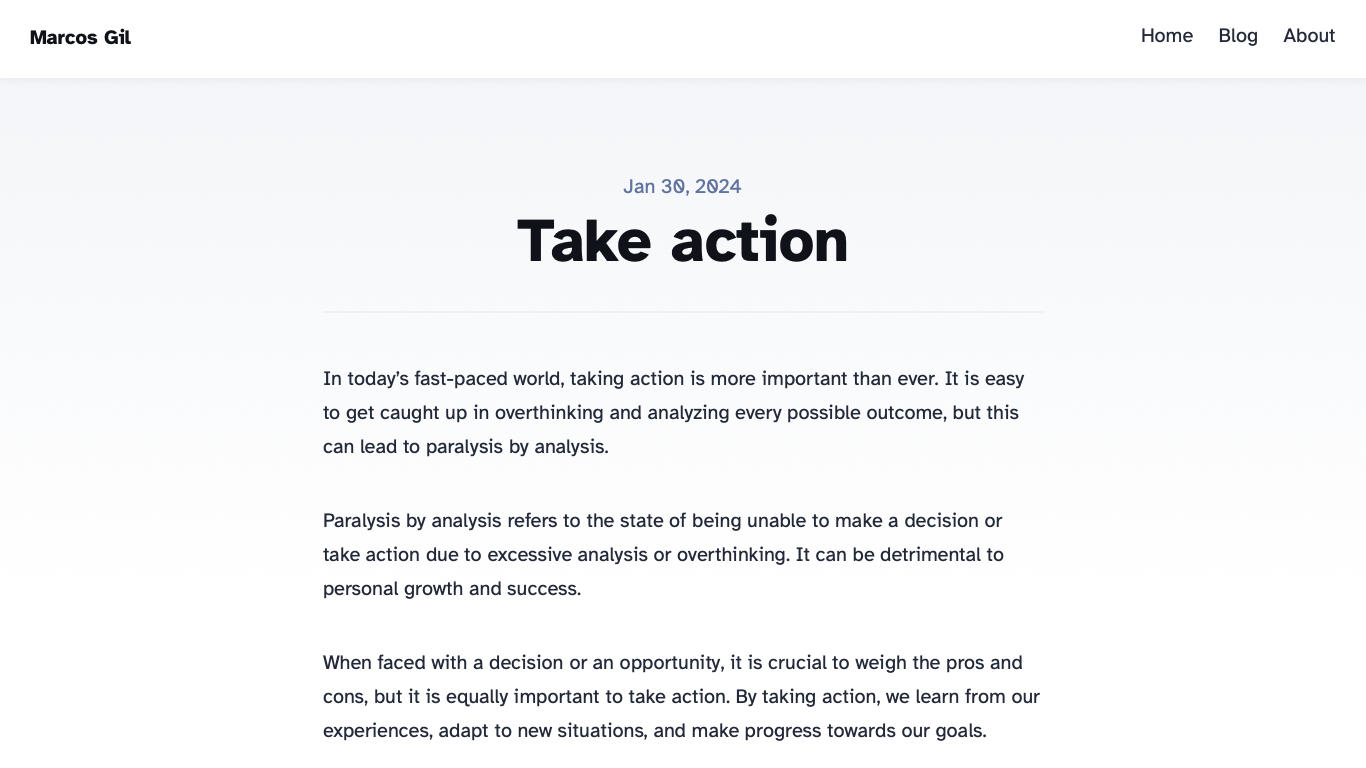 Marcos Gil
Home Blog About
Jan 30, 2024
Take action
In today’s fast-paced world, taking action is more important than ever. It is easy
to get caught up in overthinking and analyzing every possible outcome, but this
can lead to paralysis by analysis.
Paralysis by analysis refers to the state of being unable to make a decision or
take action due to excessive analysis or overthinking. It can be detrimental to
personal growth and success.
When faced with a decision or an opportunity, it is crucial to weigh the pros and
cons, but it is equally important to take action. By taking action, we learn from our
experiences, adapt to new situations, and make progress towards our goals.